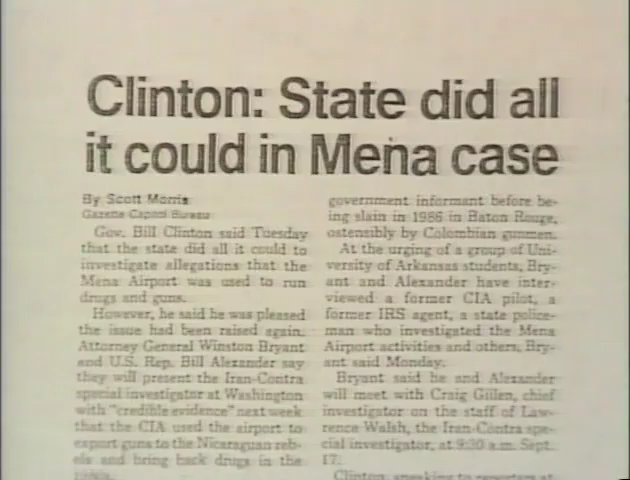 Clinton: State did all
it could in Mena case
By Scott Morris
Gazette Capitol Bureau
Gov. Bill Clinton said Tuesday
that the state did all it could to
investigate allegations that the
Mena Airport was used to run
drugs and guns.
However, he said he was pleased
the issue had been raised again.
Attorney General Winston Bryant
and U.S. Rep. Bill Alexander say
they will present the Iran-Contra
special investigator at Washington
with "credible evidence" next week
that the CIA used the airport to
export guns to the Nicaraguan reb-
els and bring back drugs in the
government informant before be-
ing slain in 1986 in Baton Rouge,
ostensibly by Colombian gunmen.
At the urging of a group of Uni-
versity of Arkansas students, Bry-
ant and Alexander have inter-
viewed a former CIA pilot, a
former IRS agent, a state police-
man who investigated the Mena
Airport activities and others, Bry-
ant said Monday.
Bryant said he and Alexander
will meet with Craig Gillen, chief
investigator on the staff of Law-
rence Walsh, the Iran-Contra spe-
cial investigator, at 9:30 a.m. Sept.
17.
Clinton, speaking to reporters at